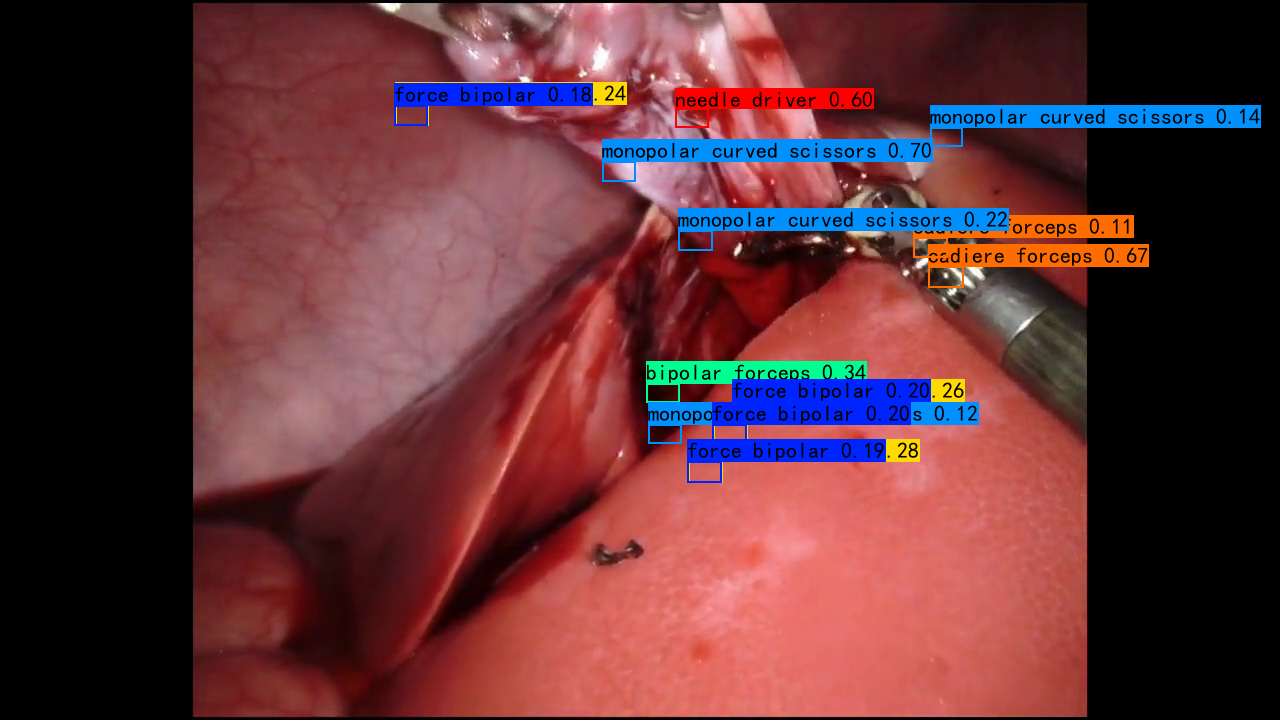 force bipolar 0.18.24
needle driver 0.60
monopolar curved scissors 0.14
monopolar curved scissors 0.70
monopolar curved scissors 0.22
forceps 0.11
cadiere forceps 0.67
bipolar forceps 0.34
force bipolar 0.20.26
monopo force bipolar 0.20 s 0.12
force bipolar 0.19.28